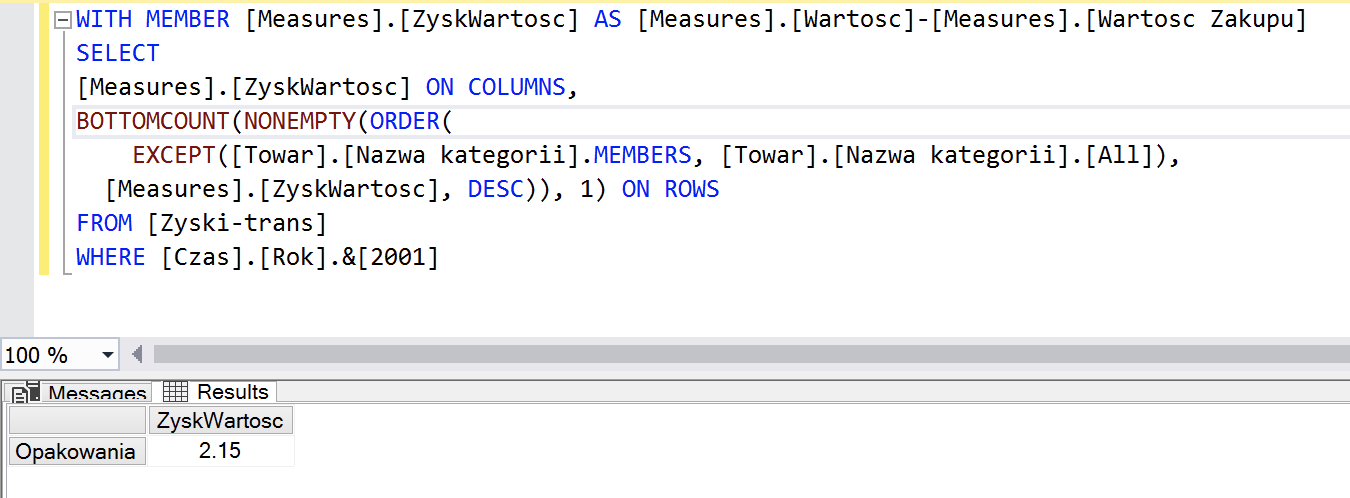 WITH MEMBER [Measures].[ZyskWartosc] AS [Measures].[Wartosc]-[Measures].[Wartosc Zakupu]
SELECT
[Measures].[ZyskWartosc] ON COLUMNS,
BOTTOMCOUNT(NONEMPTY(ORDER(
EXCEPT([Towar].[Nazwa kategorii].MEMBERS, [Towar].[Nazwa kategorii].[All]),
[Measures].[ZyskWartosc], DESC)), 1) ON ROWS
FROM [Zyski-trans]
WHERE [Czas].[Rok].&[2001]
100 %
Messages Results
ZyskWartosc
Opakowania 2.15